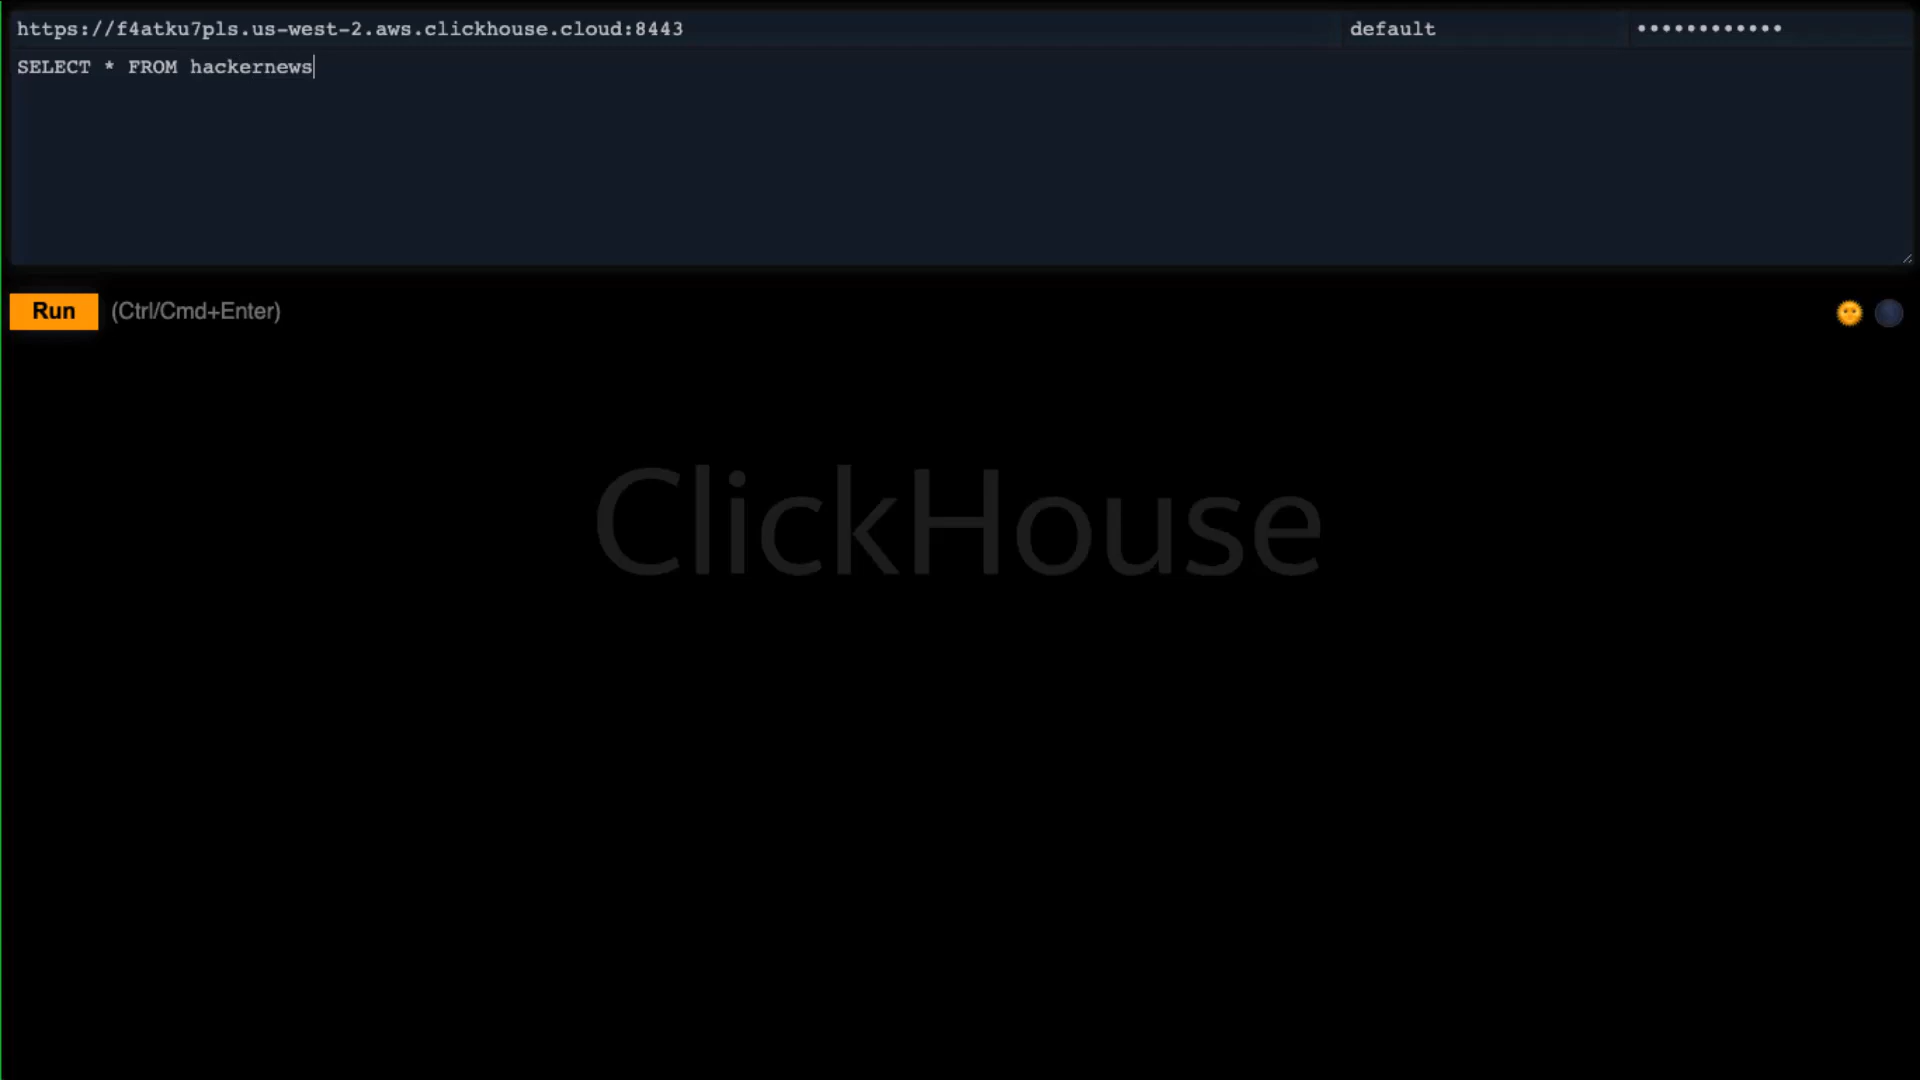 https://f4atku7pls.us-west-2.aws.clickhouse.cloud:8443 default ••••••••••••
SELECT * FROM hackernews
Run (Ctrl/Cmd+Enter)
ClickHouse